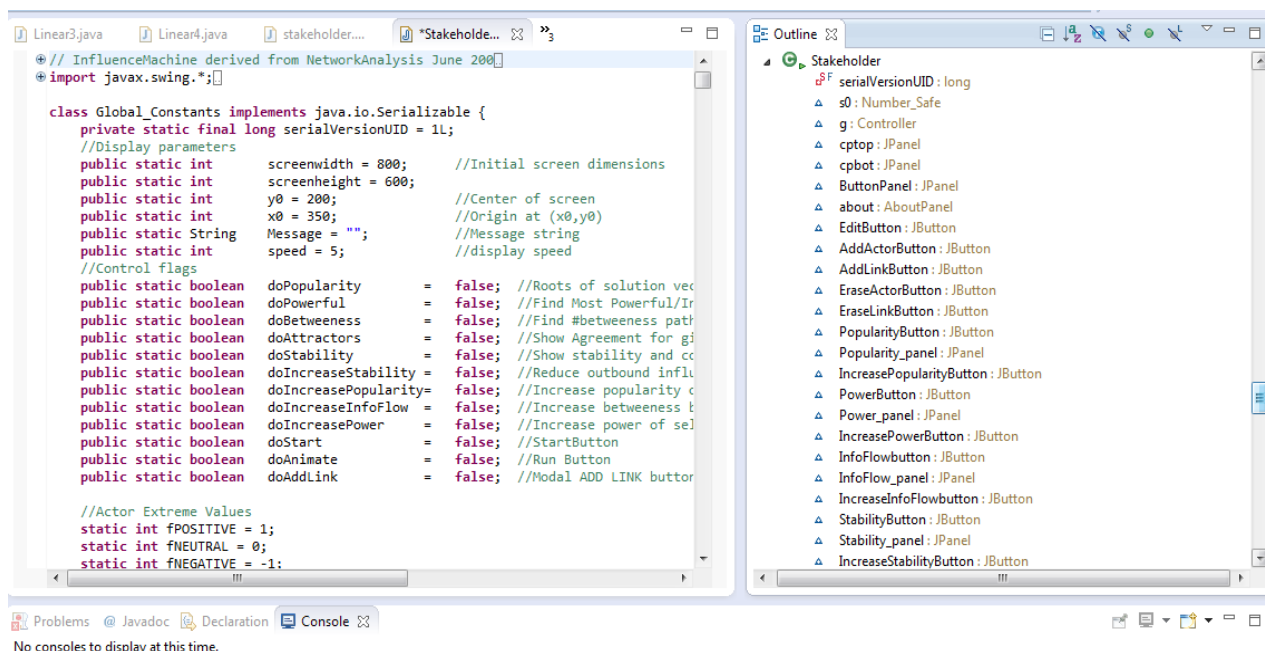 Linear3.java Linear4.java stakeholder.... *Stakeholde... »3
// InfluenceMachine derived from NetworkAnalysis June 200
import javax.swing.*;
class Global_Constants implements java.io.Serializable {
private static final long serialVersionUID = 1L;
//Display parameters
public static int screenwidth = 800; //Initial screen dimensions
public static int screenheight = 600;
public static int y0 = 200; //Center of screen
public static int x0 = 350; //Origin at (x0,y0)
public static String Message = ""; //Message string
public static int speed = 5; //display speed
//Control flags
public static boolean doPopularity = false; //Roots of solution vec
public static boolean doPowerful = false; //Find Most Powerful/In
public static boolean doBetweeness = false; //Find #betweeness path
public static boolean doAttractors = false; //Show Agreement for gi
public static boolean doStability = false; //Show stability and co
public static boolean doIncreaseStability = false; //Reduce outbound influ
public static boolean doIncreasePopularity= false; //Increase popularity o
public static boolean doIncreaseInfoFlow = false; //Increase betweeness b
public static boolean doIncreasePower = false; //Increase power of sel
public static boolean doStart = false; //StartButton
public static boolean doAnimate = false; //Run Button
public static boolean doAddLink = false; //Modal ADD LINK button
//Actor Extreme Values
static int fPOSITIVE = 1;
static int fNEUTRAL = 0;
static int fNEGATIVE = -1;
Outline
Stakeholder
serialVersionUID : long
s0 : Number_Safe
g : Controller
cptop : JPanel
cpbot : JPanel
ButtonPanel : JPanel
about : AboutPanel
EditButton : JButton
AddActorButton : JButton
AddLinkButton : JButton
EraseActorButton : JButton
EraseLinkButton : JButton
PopularityButton : JButton
Popularity_panel : JPanel
IncreasePopularityButton : JButton
PowerButton : JButton
Power_panel : JPanel
IncreasePowerButton : JButton
InfoFlowbutton : JButton
InfoFlow_panel : JPanel
IncreaseInfoFlowbutton : JButton
StabilityButton : JButton
Stability_panel : JPanel
IncreaseStabilityButton : JButton
Problems @ Javadoc Declaration Console
No consoles to display at this time.